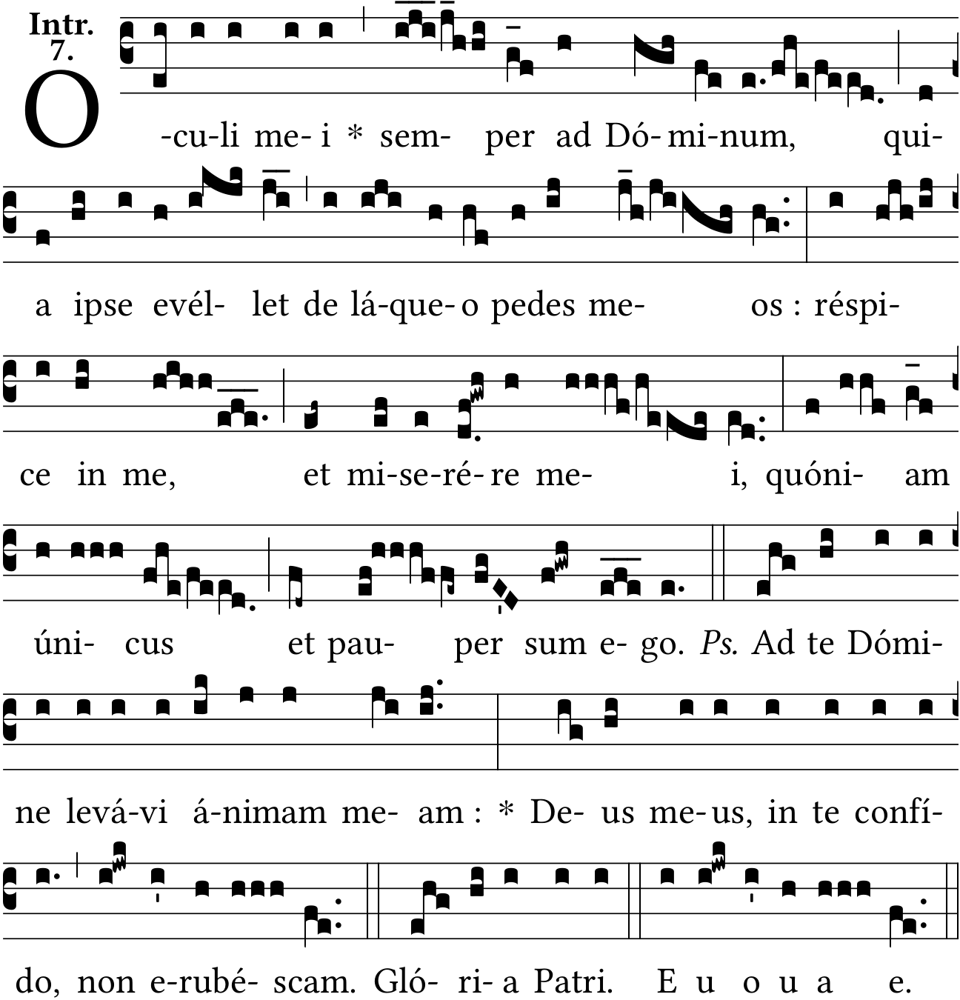 Intr.
7.
O-cu-li me-i * sem-per ad Dó-mi-num, qui-
a ipse evél-let de lá-que-o pedes me-os : réspi-
ce in me, et mi-se-ré-re me-i, quóni-am
úni-cus et pau-per sum e-go. Ps. Ad te Dómi-
ne levá-vi á-nimam me-am : * De-us me-us, in te confí-
do, non e-rubé-scam. Gló-ri-a Patri. E u o u a e.